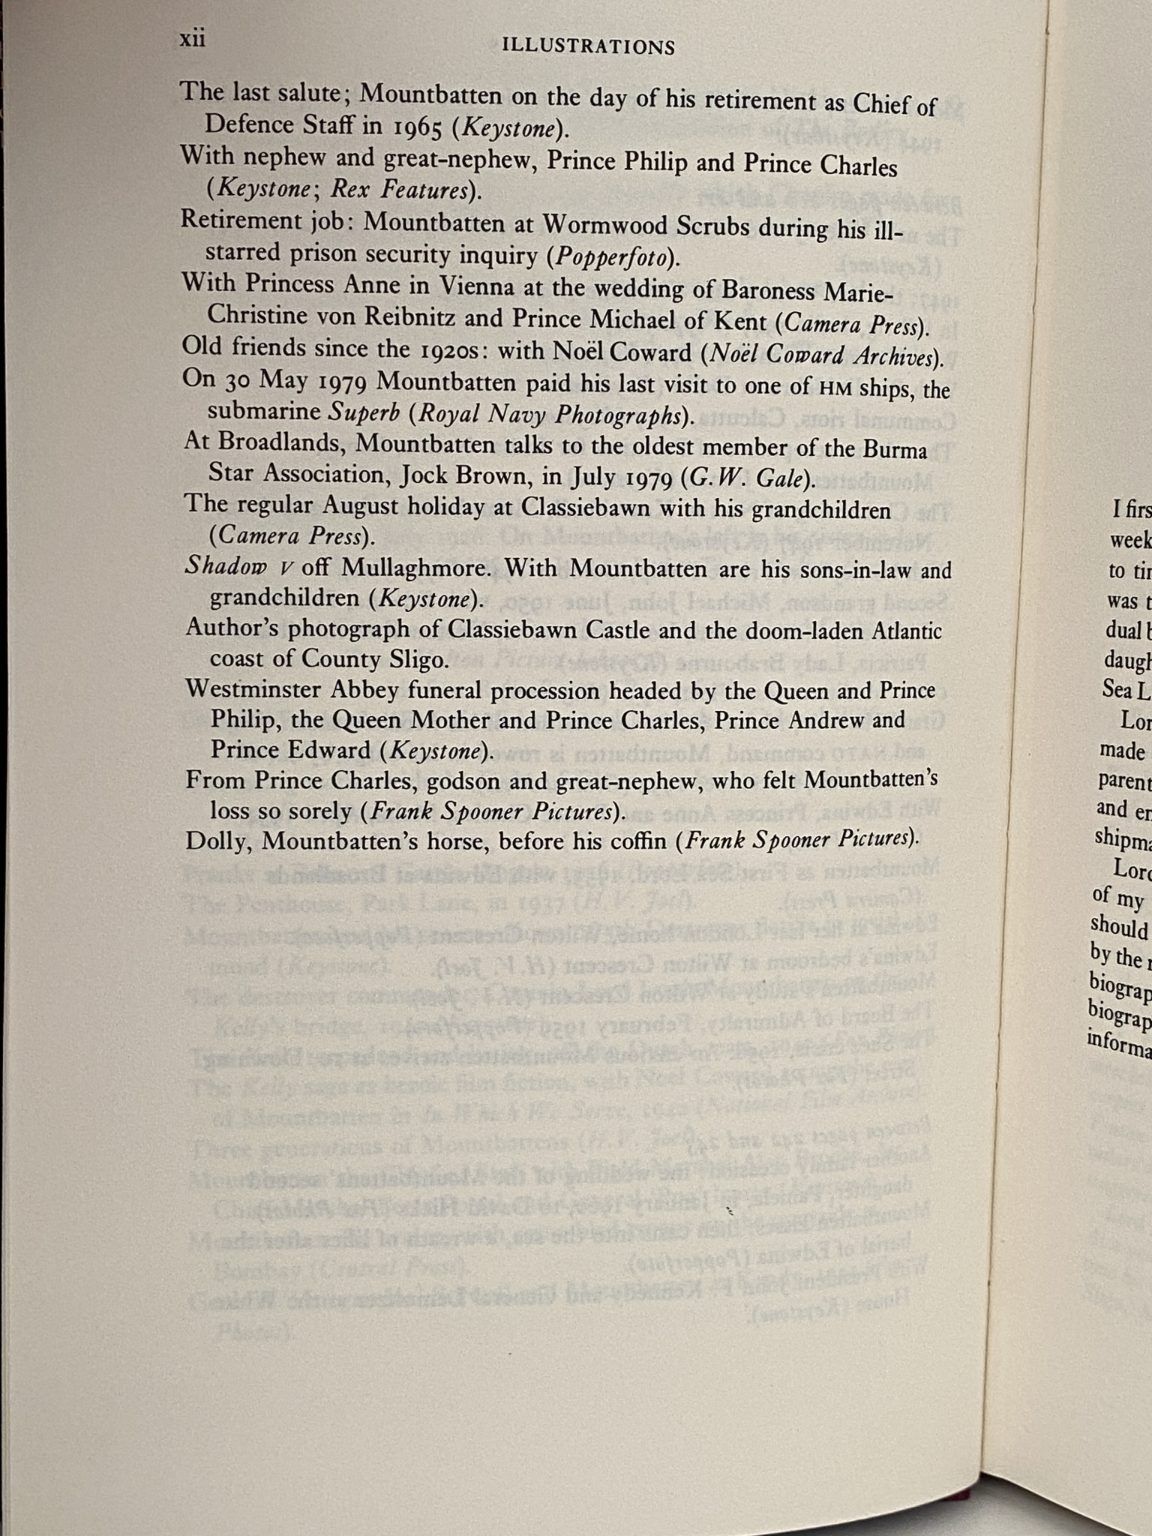 xii
ILLUSTRATIONS
The last salute; Mountbatten on the day of his retirement as Chief of
Defence Staff in 1965 (Keystone).
With nephew and great-nephew, Prince Philip and Prince Charles
(Keystone; Rex Features).
Retirement job: Mountbatten at Wormwood Scrubs during his ill-
starred prison security inquiry (Popperfoto).
With Princess Anne in Vienna at the wedding of Baroness Marie-
Christine von Reibnitz and Prince Michael of Kent (Camera Press).
Old friends since the 1920s: with Noël Coward (Noël Coward Archives).
On 30 May 1979 Mountbatten paid his last visit to one of HM ships, the
submarine Superb (Royal Navy Photographs).
At Broadlands, Mountbatten talks to the oldest member of the Burma
Star Association, Jock Brown, in July 1979 (G.W. Gale).
The regular August holiday at Classiebawn with his grandchildren
(Camera Press).
Shadow V off Mullaghmore. With Mountbatten are his sons-in-law and
grandchildren (Keystone).
Author's photograph of Classiebawn Castle and the doom-laden Atlantic
coast of County Sligo.
Westminster Abbey funeral procession headed by the Queen and Prince
Philip, the Queen Mother and Prince Charles, Prince Andrew and
Prince Edward (Keystone).
From Prince Charles, godson and great-nephew, who felt Mountbatten's
loss so sorely (Frank Spooner Pictures).
Dolly, Mountbatten's horse, before his coffin (Frank Spooner Pictures).
I firs
week
to tin
was t
dual b
daugh
Sea L
Lor
made
parent
and en
shipma
Lord
of my
should
by the
biograp
biograp
informa